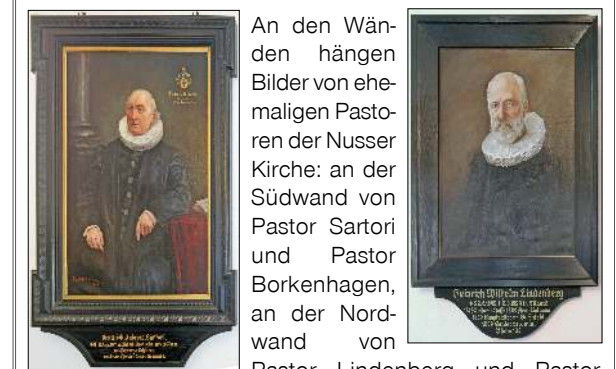 An den Wän-
den hängen
Bilder von ehe-
maligen Pasto-
ren der Nusser
Kirche: an der
Südwand von
Pastor Sartori
und Pastor
Borkenhagen,
an der Nord-
wand von
Pastor Lindenberg und Pastor
Heinrich Wilhelm Lindenberg